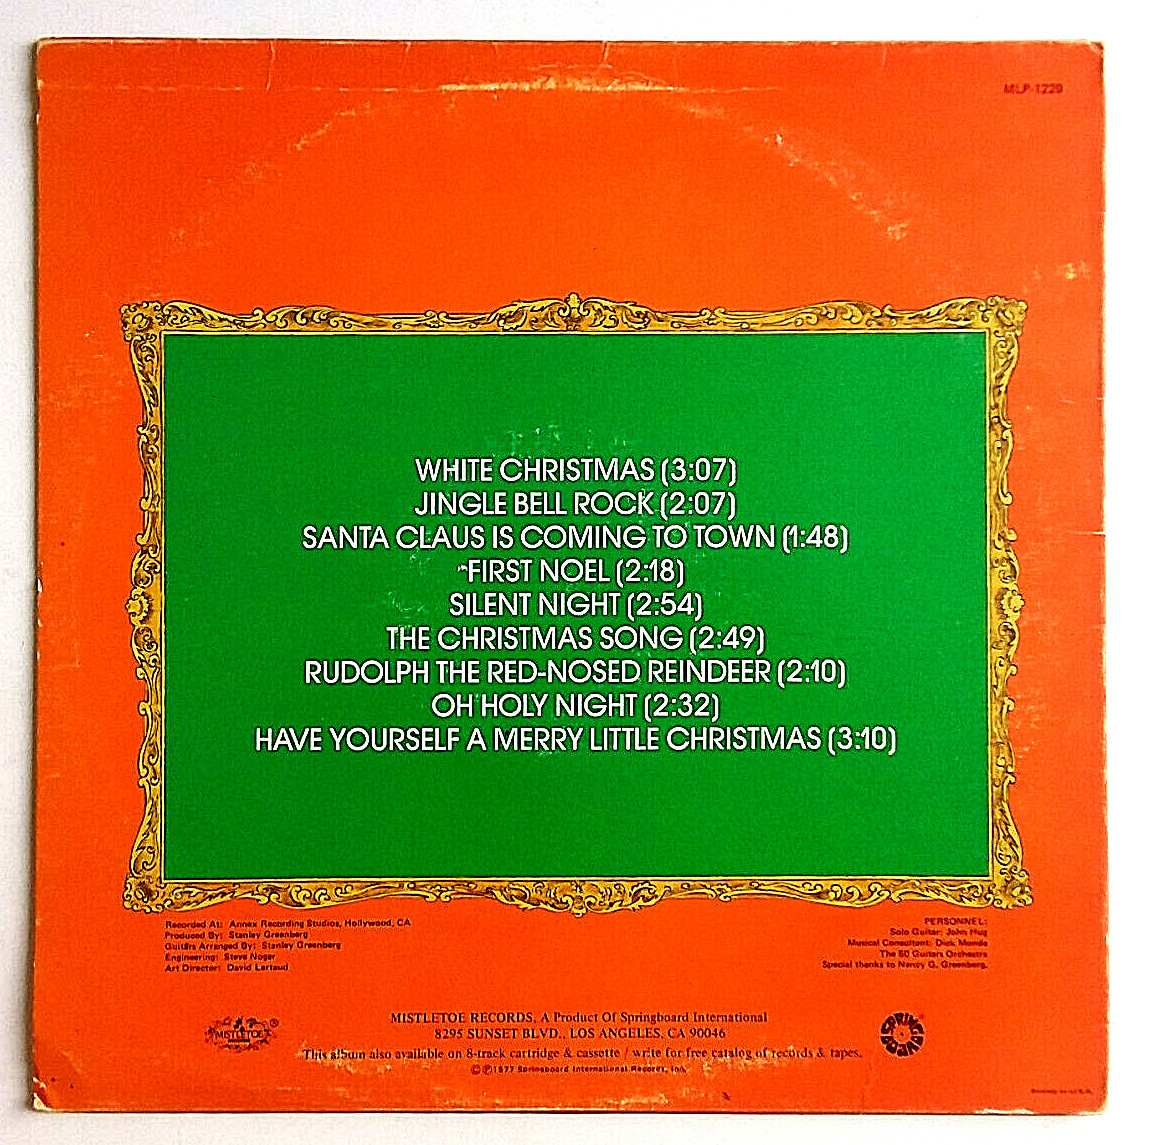 MLP-1229
WHITE CHRISTMAS (3:07)
JINGLE BELL ROCK (2:07)
SANTA CLAUS IS COMING TO TOWN (1:48)
FIRST NOEL (2:18)
SILENT NIGHT (2:54)
THE CHRISTMAS SONG (2:49)
RUDOLPH THE RED-NOSED REINDEER (2:10)
OH HOLY NIGHT (2:32)
HAVE YOURSELF A MERRY LITTLE CHRISTMAS (3:10)
Recorded At: Annex Recording Studios, Hollywood, CA
Produced By: Stanley Greenberg
Guitars Arranged By: Stanley Greenberg
Engineering: Steve Nogar
Art Director: David Lartaud
PERSONNEL:
Solo Guitar: John Hug
Musical Consultant: Dick Monda
The 50 Guitars Orchestra
Special thanks to Nancy G. Greenberg.
MISTLETOE ®
MISTLETOE RECORDS, A Product Of Springboard International
8295 SUNSET BLVD., LOS ANGELES, CA 90046
This album also available on 8-track cartridge & cassette / write for free catalog of records & tapes.
© ℗ 1977 Springboard International Records, Inc.
SPRINGBOARD